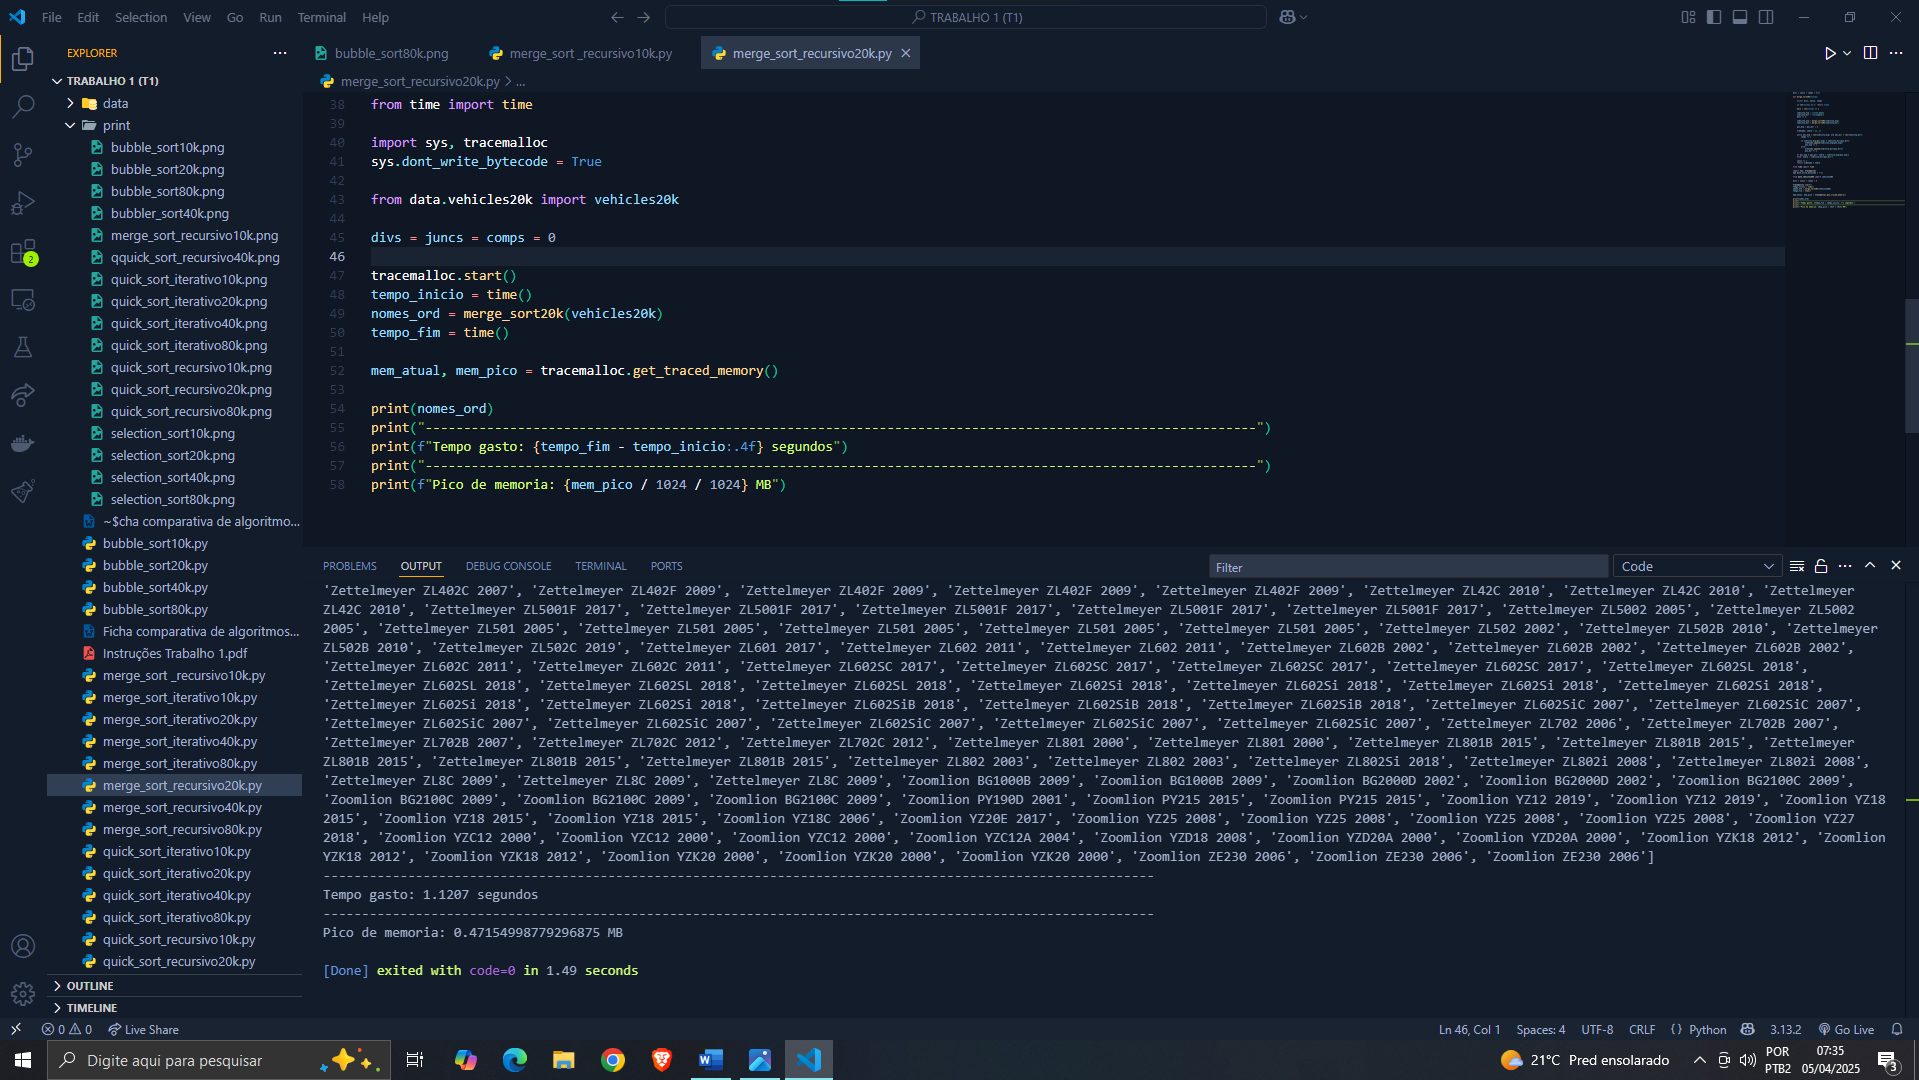 File Edit Selection View Go Run Terminal Help
TRABALHO 1 (T1)
EXPLORER
TRABALHO 1 (T1)
data
print
bubble_sort10k.png
bubble_sort20k.png
bubble_sort80k.png
bubbler_sort40k.png
merge_sort_recursivo10k.png
qquick_sort_recursivo40k.png
quick_sort_iterativo10k.png
quick_sort_iterativo20k.png
quick_sort_iterativo40k.png
quick_sort_iterativo80k.png
quick_sort_recursivo10k.png
quick_sort_recursivo20k.png
quick_sort_recursivo80k.png
selection_sort10k.png
selection_sort20k.png
selection_sort40k.png
selection_sort80k.png
~$cha comparativa de algoritmo...
bubble_sort10k.py
bubble_sort20k.py
bubble_sort40k.py
bubble_sort80k.py
Ficha comparativa de algoritmos...
Instruções Trabalho 1.pdf
merge_sort _recursivo10k.py
merge_sort_iterativo10k.py
merge_sort_iterativo20k.py
merge_sort_iterativo40k.py
merge_sort_iterativo80k.py
merge_sort_recursivo20k.py
merge_sort_recursivo40k.py
merge_sort_recursivo80k.py
quick_sort_iterativo10k.py
quick_sort_iterativo20k.py
quick_sort_iterativo40k.py
quick_sort_iterativo80k.py
quick_sort_recursivo10k.py
quick_sort_recursivo20k.py
OUTLINE
TIMELINE
2
bubble_sort80k.png merge_sort _recursivo10k.py merge_sort_recursivo20k.py
merge_sort_recursivo20k.py > ...
38 from time import time
39
40 import sys, tracemalloc
41 sys.dont_write_bytecode = True
42
43 from data.vehicles20k import vehicles20k
44
45 divs = juncs = comps = 0
46
47 tracemalloc.start()
48 tempo_inicio = time()
49 nomes_ord = merge_sort20k(vehicles20k)
50 tempo_fim = time()
51
52 mem_atual, mem_pico = tracemalloc.get_traced_memory()
53
54 print(nomes_ord)
55 print("------------------------------------------------------------------------------------------------------------")
56 print(f"Tempo gasto: {tempo_fim - tempo_inicio:.4f} segundos")
57 print("------------------------------------------------------------------------------------------------------------")
58 print(f"Pico de memoria: {mem_pico / 1024 / 1024} MB")
PROBLEMS OUTPUT DEBUG CONSOLE TERMINAL PORTS
Filter
Code
'Zettelmeyer ZL402C 2007', 'Zettelmeyer ZL402F 2009', 'Zettelmeyer ZL402F 2009', 'Zettelmeyer ZL402F 2009', 'Zettelmeyer ZL402F 2009', 'Zettelmeyer ZL42C 2010', 'Zettelmeyer ZL42C 2010', 'Zettelmeyer
ZL42C 2010', 'Zettelmeyer ZL5001F 2017', 'Zettelmeyer ZL5001F 2017', 'Zettelmeyer ZL5001F 2017', 'Zettelmeyer ZL5001F 2017', 'Zettelmeyer ZL5001F 2017', 'Zettelmeyer ZL5002 2005', 'Zettelmeyer ZL5002
2005', 'Zettelmeyer ZL501 2005', 'Zettelmeyer ZL501 2005', 'Zettelmeyer ZL501 2005', 'Zettelmeyer ZL501 2005', 'Zettelmeyer ZL501 2005', 'Zettelmeyer ZL502 2002', 'Zettelmeyer ZL502B 2010', 'Zettelmeyer
ZL502B 2010', 'Zettelmeyer ZL502C 2019', 'Zettelmeyer ZL601 2017', 'Zettelmeyer ZL602 2011', 'Zettelmeyer ZL602 2011', 'Zettelmeyer ZL602B 2002', 'Zettelmeyer ZL602B 2002', 'Zettelmeyer ZL602B 2002',
'Zettelmeyer ZL602C 2011', 'Zettelmeyer ZL602C 2011', 'Zettelmeyer ZL602SC 2017', 'Zettelmeyer ZL602SC 2017', 'Zettelmeyer ZL602SC 2017', 'Zettelmeyer ZL602SC 2017', 'Zettelmeyer ZL602SL 2018',
'Zettelmeyer ZL602SL 2018', 'Zettelmeyer ZL602SL 2018', 'Zettelmeyer ZL602SL 2018', 'Zettelmeyer ZL602Si 2018', 'Zettelmeyer ZL602Si 2018', 'Zettelmeyer ZL602Si 2018', 'Zettelmeyer ZL602Si 2018',
'Zettelmeyer ZL602Si 2018', 'Zettelmeyer ZL602Si 2018', 'Zettelmeyer ZL602SiB 2018', 'Zettelmeyer ZL602SiB 2018', 'Zettelmeyer ZL602SiB 2018', 'Zettelmeyer ZL602SiC 2007', 'Zettelmeyer ZL602SiC 2007',
'Zettelmeyer ZL602SiC 2007', 'Zettelmeyer ZL602SiC 2007', 'Zettelmeyer ZL602SiC 2007', 'Zettelmeyer ZL602SiC 2007', 'Zettelmeyer ZL602SiC 2007', 'Zettelmeyer ZL702 2006', 'Zettelmeyer ZL702B 2007',
'Zettelmeyer ZL702B 2007', 'Zettelmeyer ZL702C 2012', 'Zettelmeyer ZL702C 2012', 'Zettelmeyer ZL801 2000', 'Zettelmeyer ZL801 2000', 'Zettelmeyer ZL801B 2015', 'Zettelmeyer ZL801B 2015', 'Zettelmeyer
ZL801B 2015', 'Zettelmeyer ZL801B 2015', 'Zettelmeyer ZL801B 2015', 'Zettelmeyer ZL802 2003', 'Zettelmeyer ZL802 2003', 'Zettelmeyer ZL802Si 2018', 'Zettelmeyer ZL802i 2008', 'Zettelmeyer ZL802i 2008',
'Zettelmeyer ZL8C 2009', 'Zettelmeyer ZL8C 2009', 'Zettelmeyer ZL8C 2009', 'Zoomlion BG1000B 2009', 'Zoomlion BG1000B 2009', 'Zoomlion BG2000D 2002', 'Zoomlion BG2000D 2002', 'Zoomlion BG2100C 2009',
'Zoomlion BG2100C 2009', 'Zoomlion BG2100C 2009', 'Zoomlion BG2100C 2009', 'Zoomlion PY190D 2001', 'Zoomlion PY215 2015', 'Zoomlion PY215 2015', 'Zoomlion YZ12 2019', 'Zoomlion YZ12 2019', 'Zoomlion YZ18
2015', 'Zoomlion YZ18 2015', 'Zoomlion YZ18 2015', 'Zoomlion YZ18C 2006', 'Zoomlion YZ20E 2017', 'Zoomlion YZ25 2008', 'Zoomlion YZ25 2008', 'Zoomlion YZ25 2008', 'Zoomlion YZ25 2008', 'Zoomlion YZ27
2018', 'Zoomlion YZC12 2000', 'Zoomlion YZC12 2000', 'Zoomlion YZC12 2000', 'Zoomlion YZC12A 2004', 'Zoomlion YZD18 2008', 'Zoomlion YZD20A 2000', 'Zoomlion YZD20A 2000', 'Zoomlion YZK18 2012', 'Zoomlion
YZK18 2012', 'Zoomlion YZK18 2012', 'Zoomlion YZK20 2000', 'Zoomlion YZK20 2000', 'Zoomlion YZK20 2000', 'Zoomlion ZE230 2006', 'Zoomlion ZE230 2006', 'Zoomlion ZE230 2006']
------------------------------------------------------------------------------------------------------------
Tempo gasto: 1.1207 segundos
------------------------------------------------------------------------------------------------------------
Pico de memoria: 0.47154998779296875 MB
[Done] exited with code=0 in 1.49 seconds
0 0 Live Share
Ln 46, Col 1 Spaces: 4 UTF-8 CRLF {} Python 3.13.2 Go Live
Digite aqui para pesquisar
21°C Pred ensolarado
POR
PTB2
07:35
05/04/2025
3